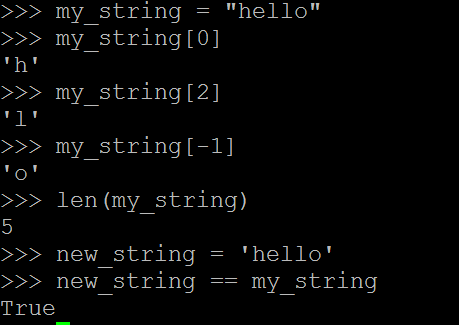 >>> my_string = "hello"
>>> my_string[0]
'h'
>>> my_string[2]
'l'
>>> my_string[-1]
'o'
>>> len(my_string)
5
>>> new_string = 'hello'
>>> new_string == my_string
True